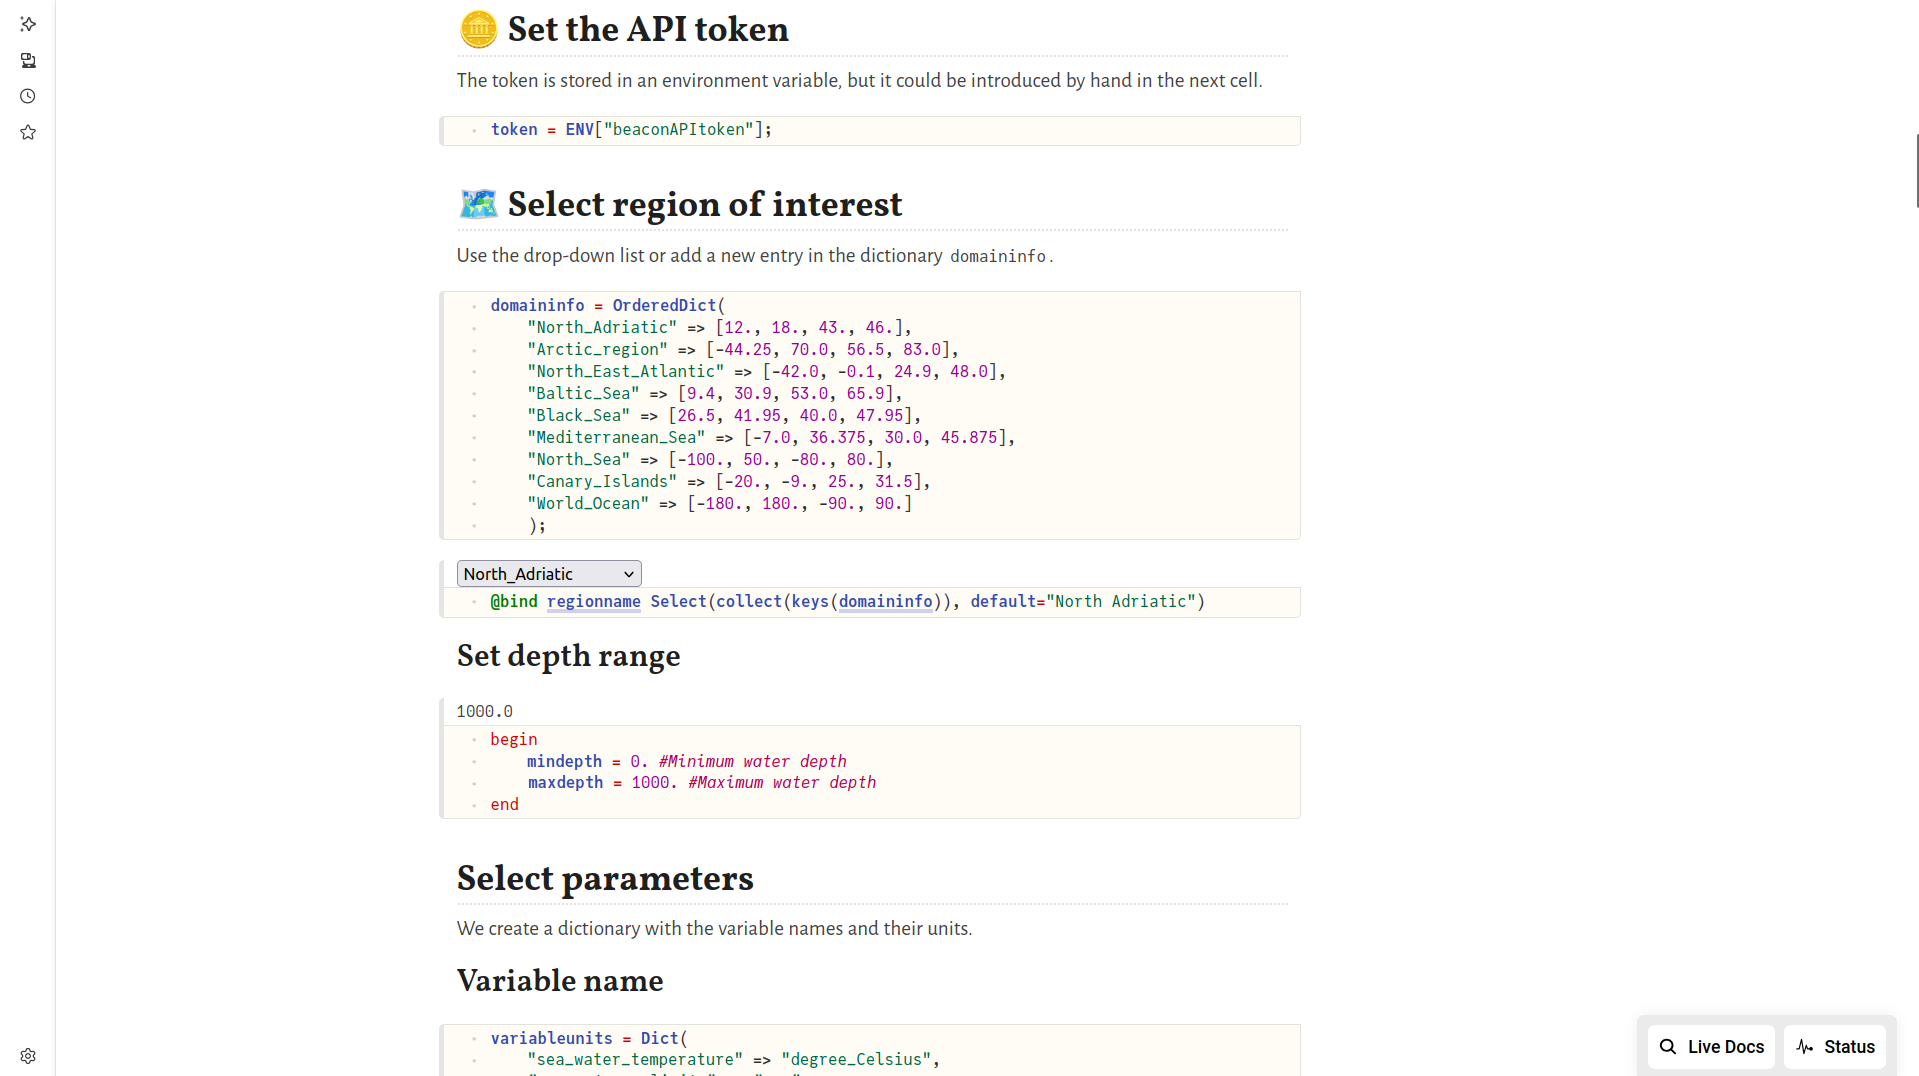 Set the API token
The token is stored in an environment variable, but it could be introduced by hand in the next cell.
token = ENV["beaconAPItoken"];
Select region of interest
Use the drop-down list or add a new entry in the dictionary domaininfo.
domaininfo = OrderedDict(
"North_Adriatic" => [12., 18., 43., 46.],
"Arctic_region" => [-44.25, 70.0, 56.5, 83.0],
"North_East_Atlantic" => [-42.0, -0.1, 24.9, 48.0],
"Baltic_Sea" => [9.4, 30.9, 53.0, 65.9],
"Black_Sea" => [26.5, 41.95, 40.0, 47.95],
"Mediterranean_Sea" => [-7.0, 36.375, 30.0, 45.875],
"North_Sea" => [-100., 50., -80., 80.],
"Canary_Islands" => [-20., -9., 25., 31.5],
"World_Ocean" => [-180., 180., -90., 90.]
);
North_Adriatic
@bind regionname Select(collect(keys(domaininfo)), default="North Adriatic")
Set depth range
1000.0
begin
mindepth = 0. #Minimum water depth
maxdepth = 1000. #Maximum water depth
end
Select parameters
We create a dictionary with the variable names and their units.
Variable name
variableunits = Dict(
"sea_water_temperature" => "degree_Celsius",
Live Docs
Status